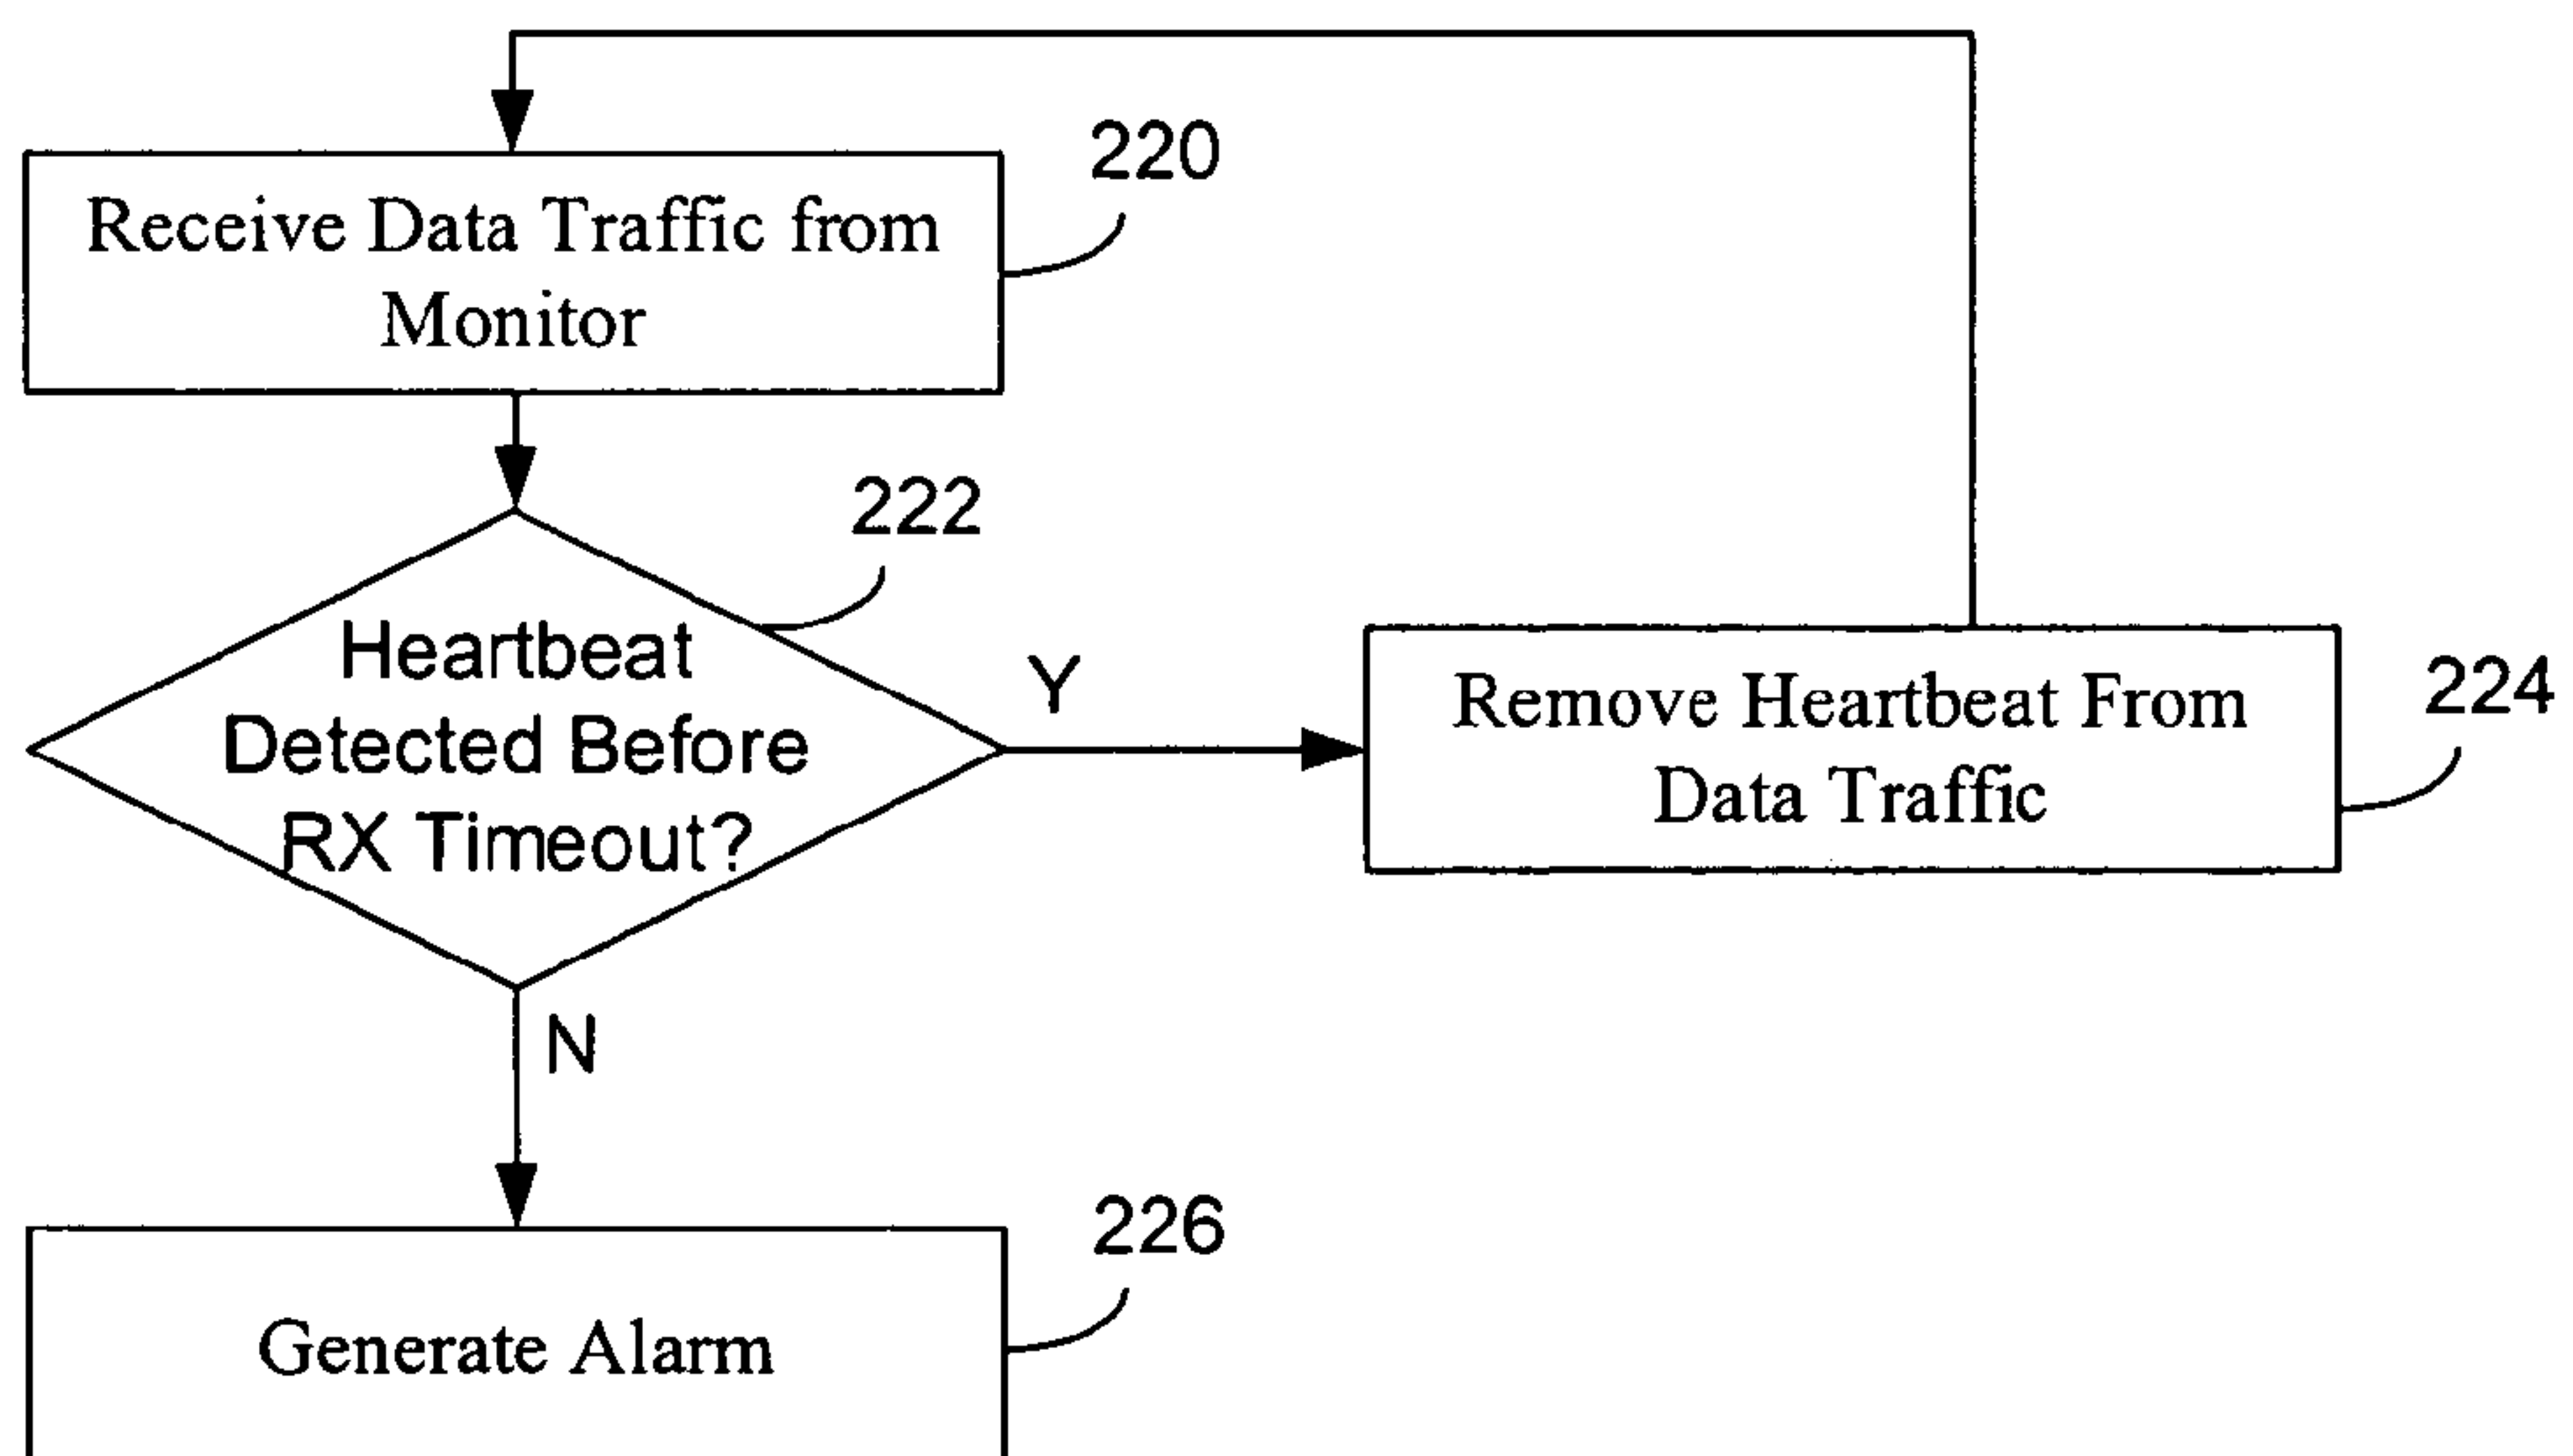 220
Receive Data Traffic from
Monitor
222
Heartbeat
Detected Before
RX Timeout?
Y
Remove Heartbeat From
Data Traffic
224
N
226
Generate Alarm